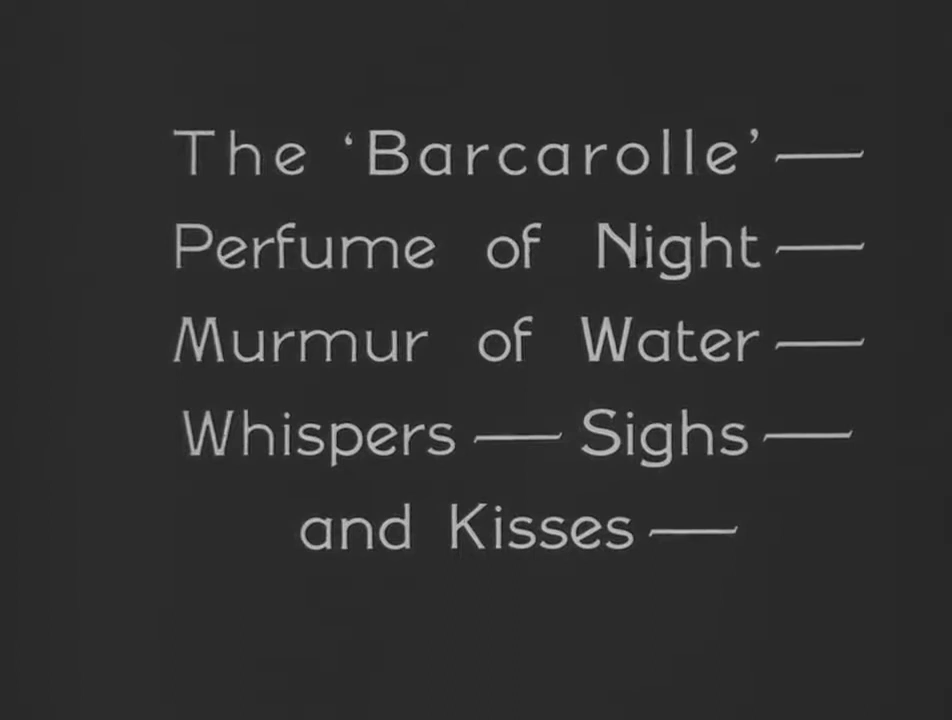 The ‘Barcarolle’—
Perfume of Night—
Murmur of Water—
Whispers — Sighs—
and Kisses—